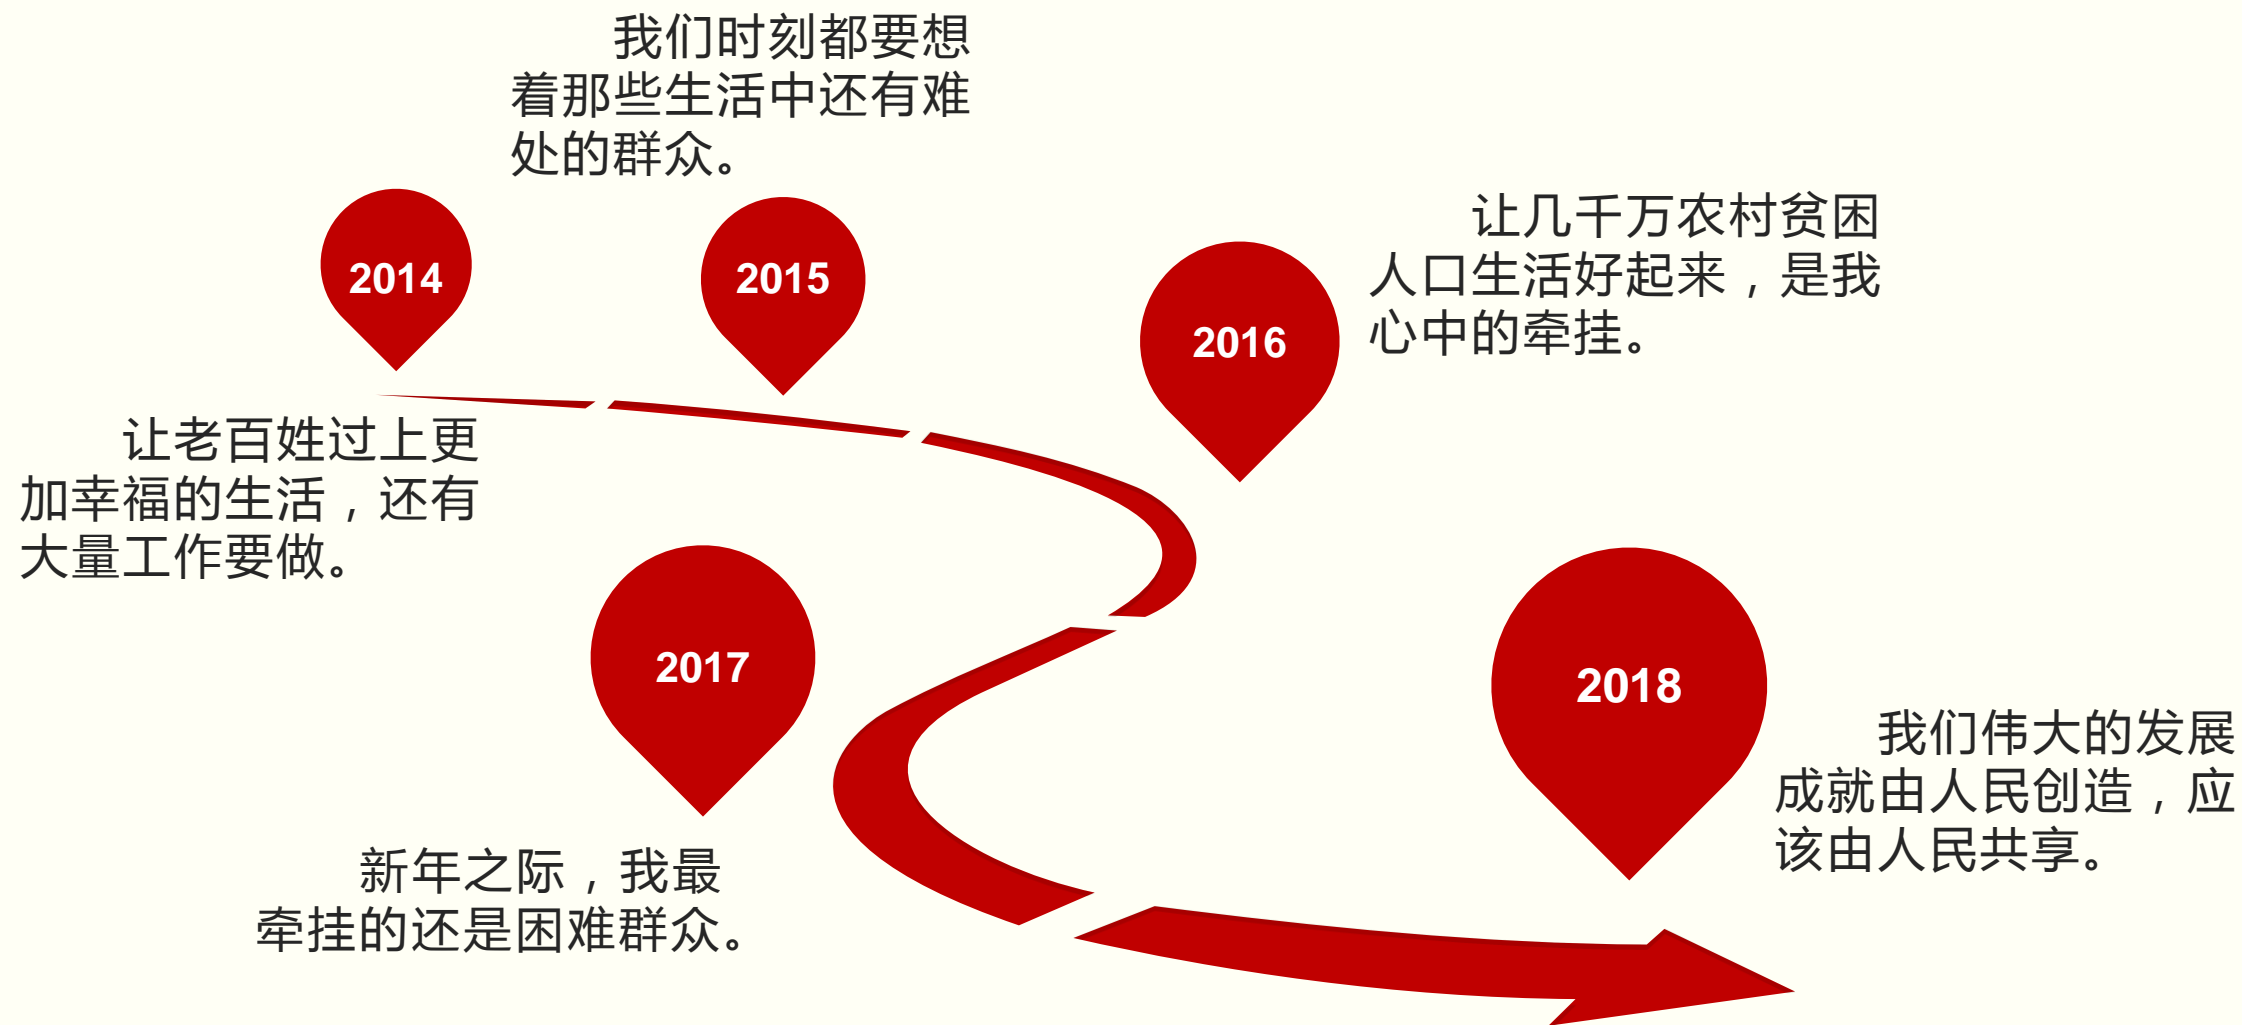 2014
让老百姓过上更
加幸福的生活，还有
大量工作要做。
我们时刻都要想
着那些生活中还有难
处的群众。
2015
2016
让几千万农村贫困
人口生活好起来，是我
心中的牵挂。
2017
新年之际，我最
牵挂的还是困难群众。
2018
我们伟大的发展
成就由人民创造，应
该由人民共享。